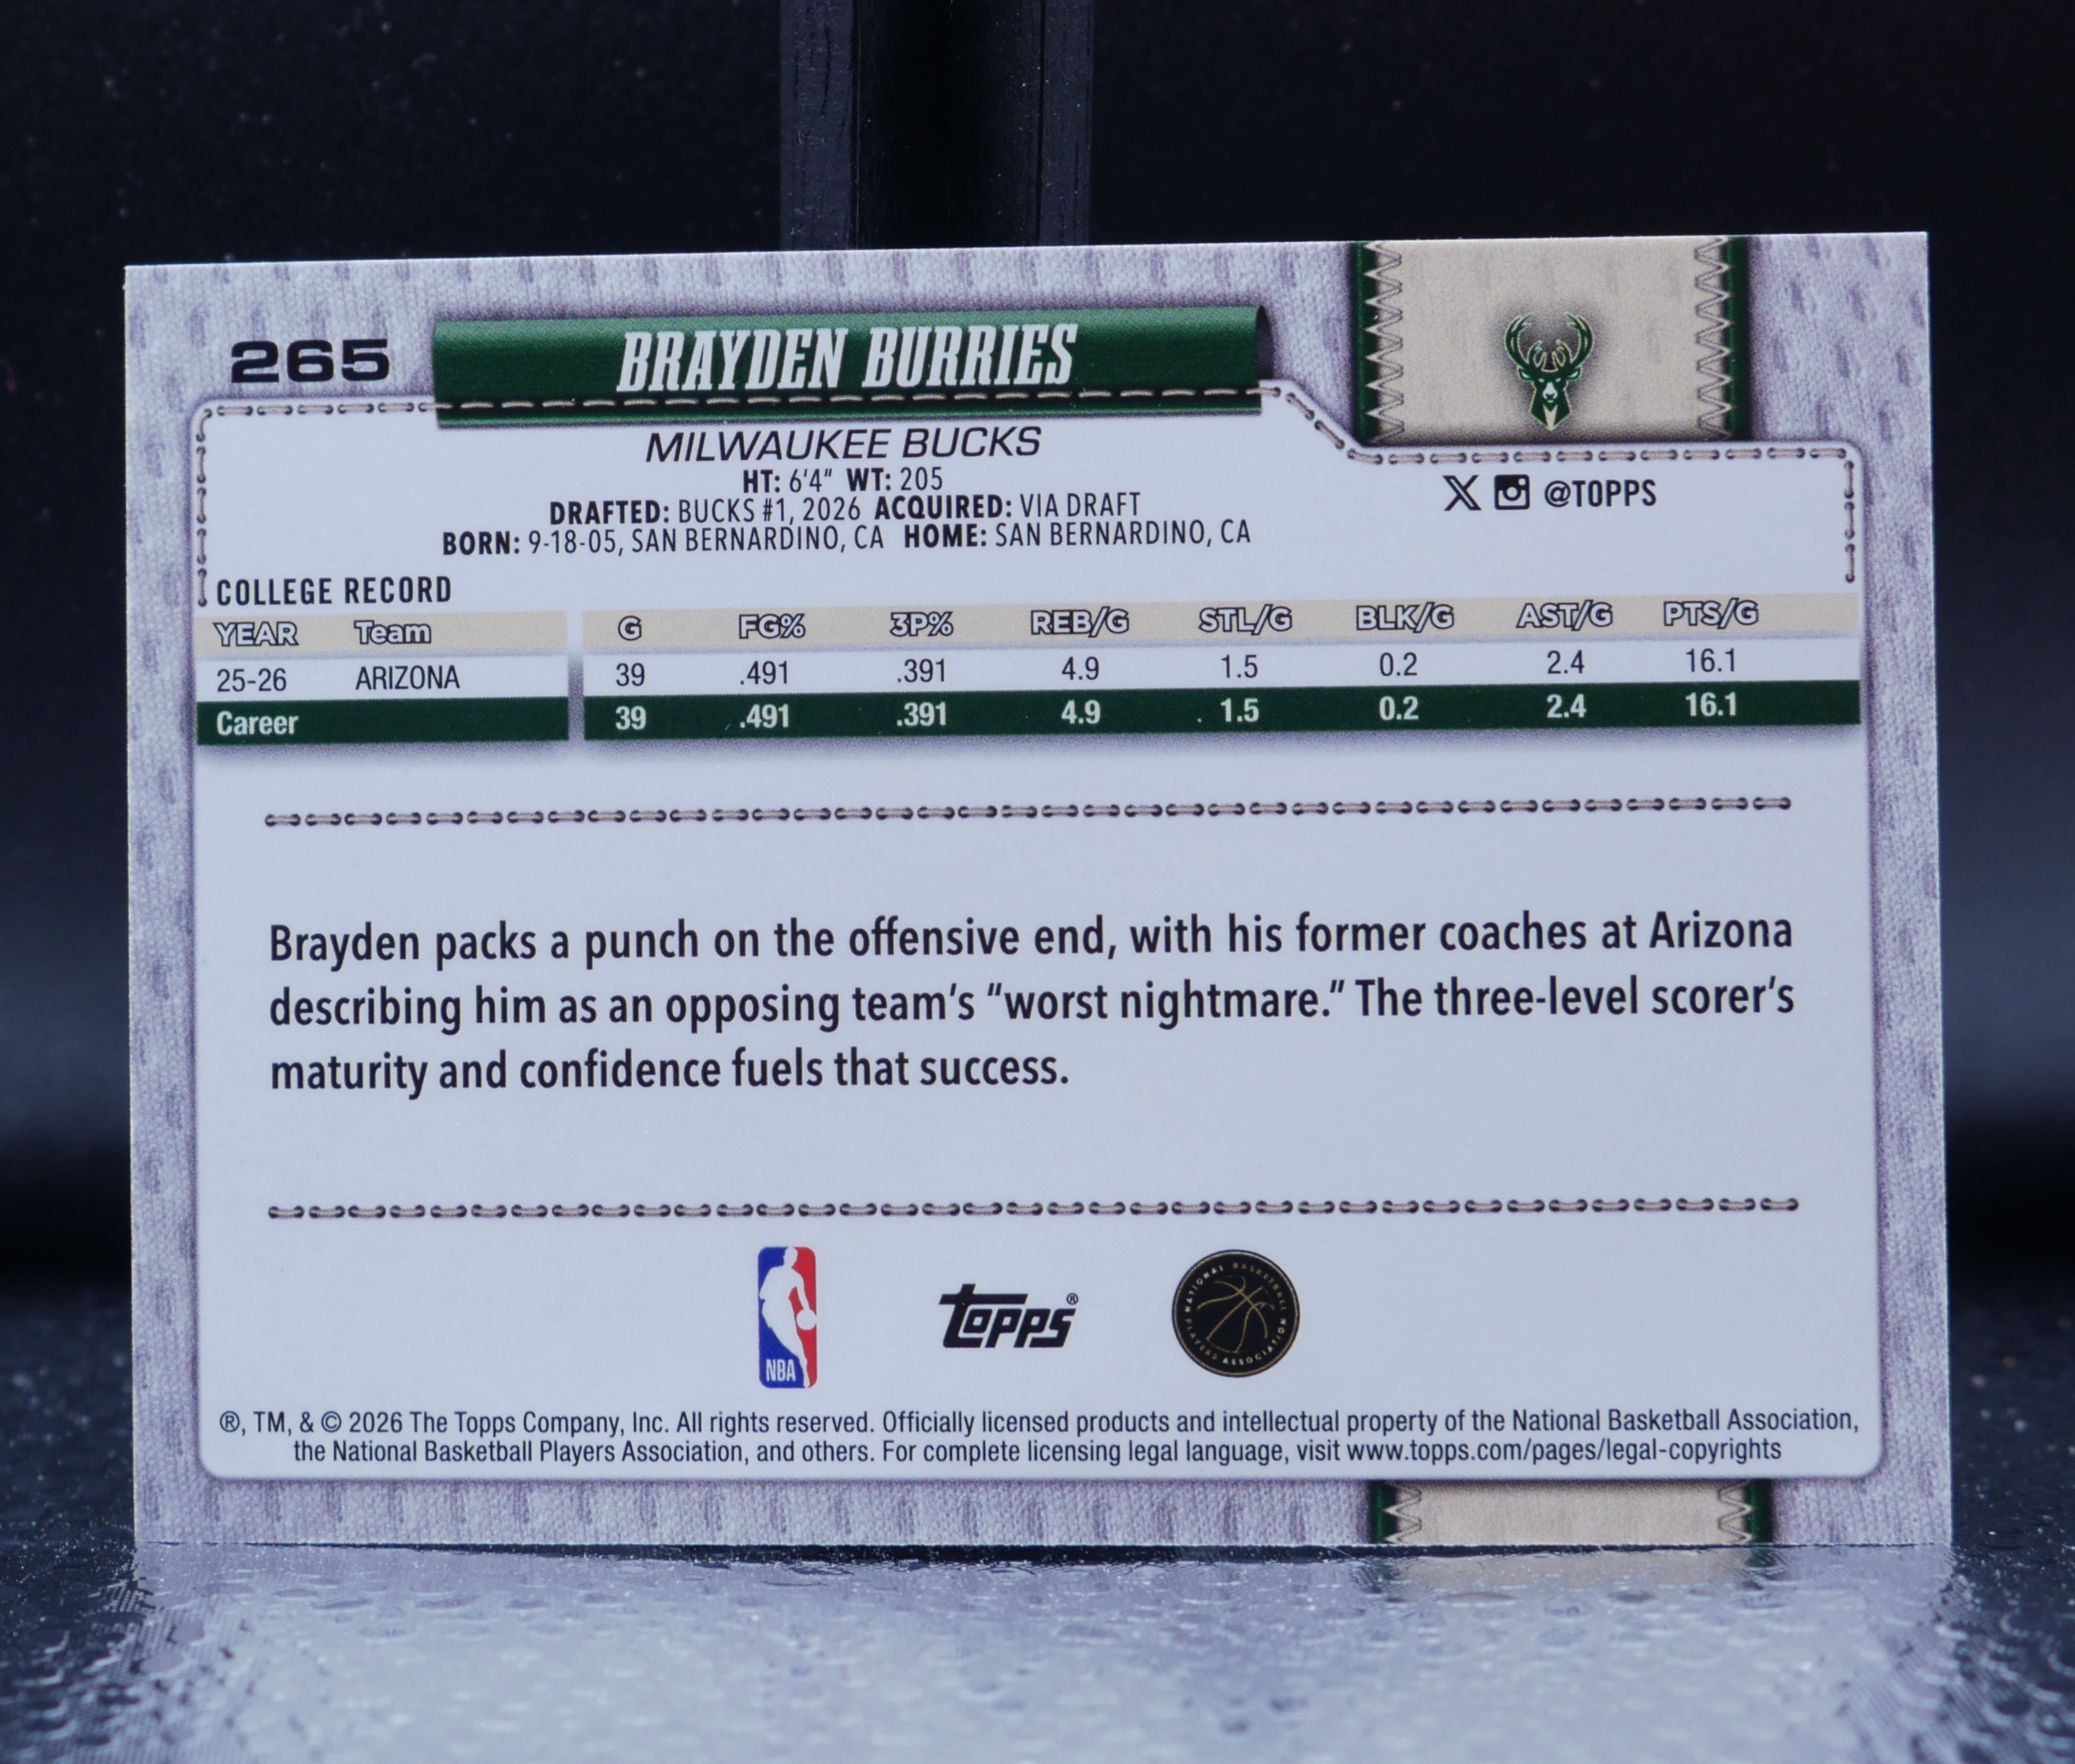 265
BRAYDEN BURRIES
MILWAUKEE BUCKS
HT: 6'4" WT: 205
DRAFTED: BUCKS #1, 2026 ACQUIRED: VIA DRAFT
BORN: 9-18-05, SAN BERNARDINO, CA HOME: SAN BERNARDINO, CA
@TOPPS
COLLEGE RECORD
YEAR Team G FG% 3P% REB/G STL/G BLK/G AST/G PTS/G
25-26 ARIZONA 39 .491 .391 4.9 1.5 0.2 2.4 16.1
Career 39 .491 .391 4.9 1.5 0.2 2.4 16.1
Brayden packs a punch on the offensive end, with his former coaches at Arizona
describing him as an opposing team's "worst nightmare." The three-level scorer's
maturity and confidence fuels that success.
NBA
topps®
NATIONAL BASKETBALL
PLAYERS ASSOCIATION
®, TM, & © 2026 The Topps Company, Inc. All rights reserved. Officially licensed products and intellectual property of the National Basketball Association,
the National Basketball Players Association, and others. For complete licensing legal language, visit www.topps.com/pages/legal-copyrights